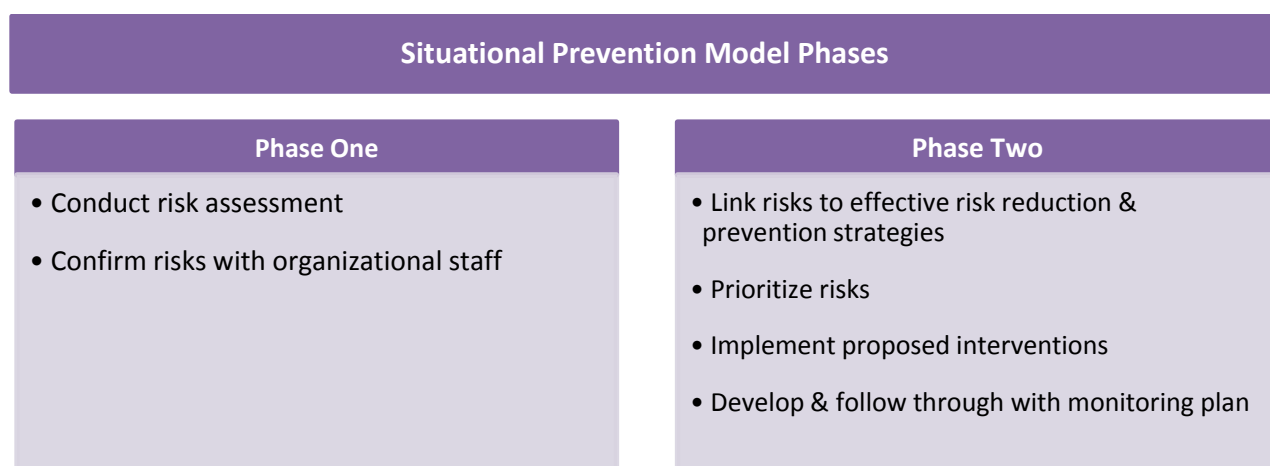 Situational Prevention Model Phases
Phase One
• Conduct risk assessment
• Confirm risks with organizational staff
Phase Two
• Link risks to effective risk reduction &
prevention strategies
• Prioritize risks
• Implement proposed interventions
• Develop & follow through with monitoring plan